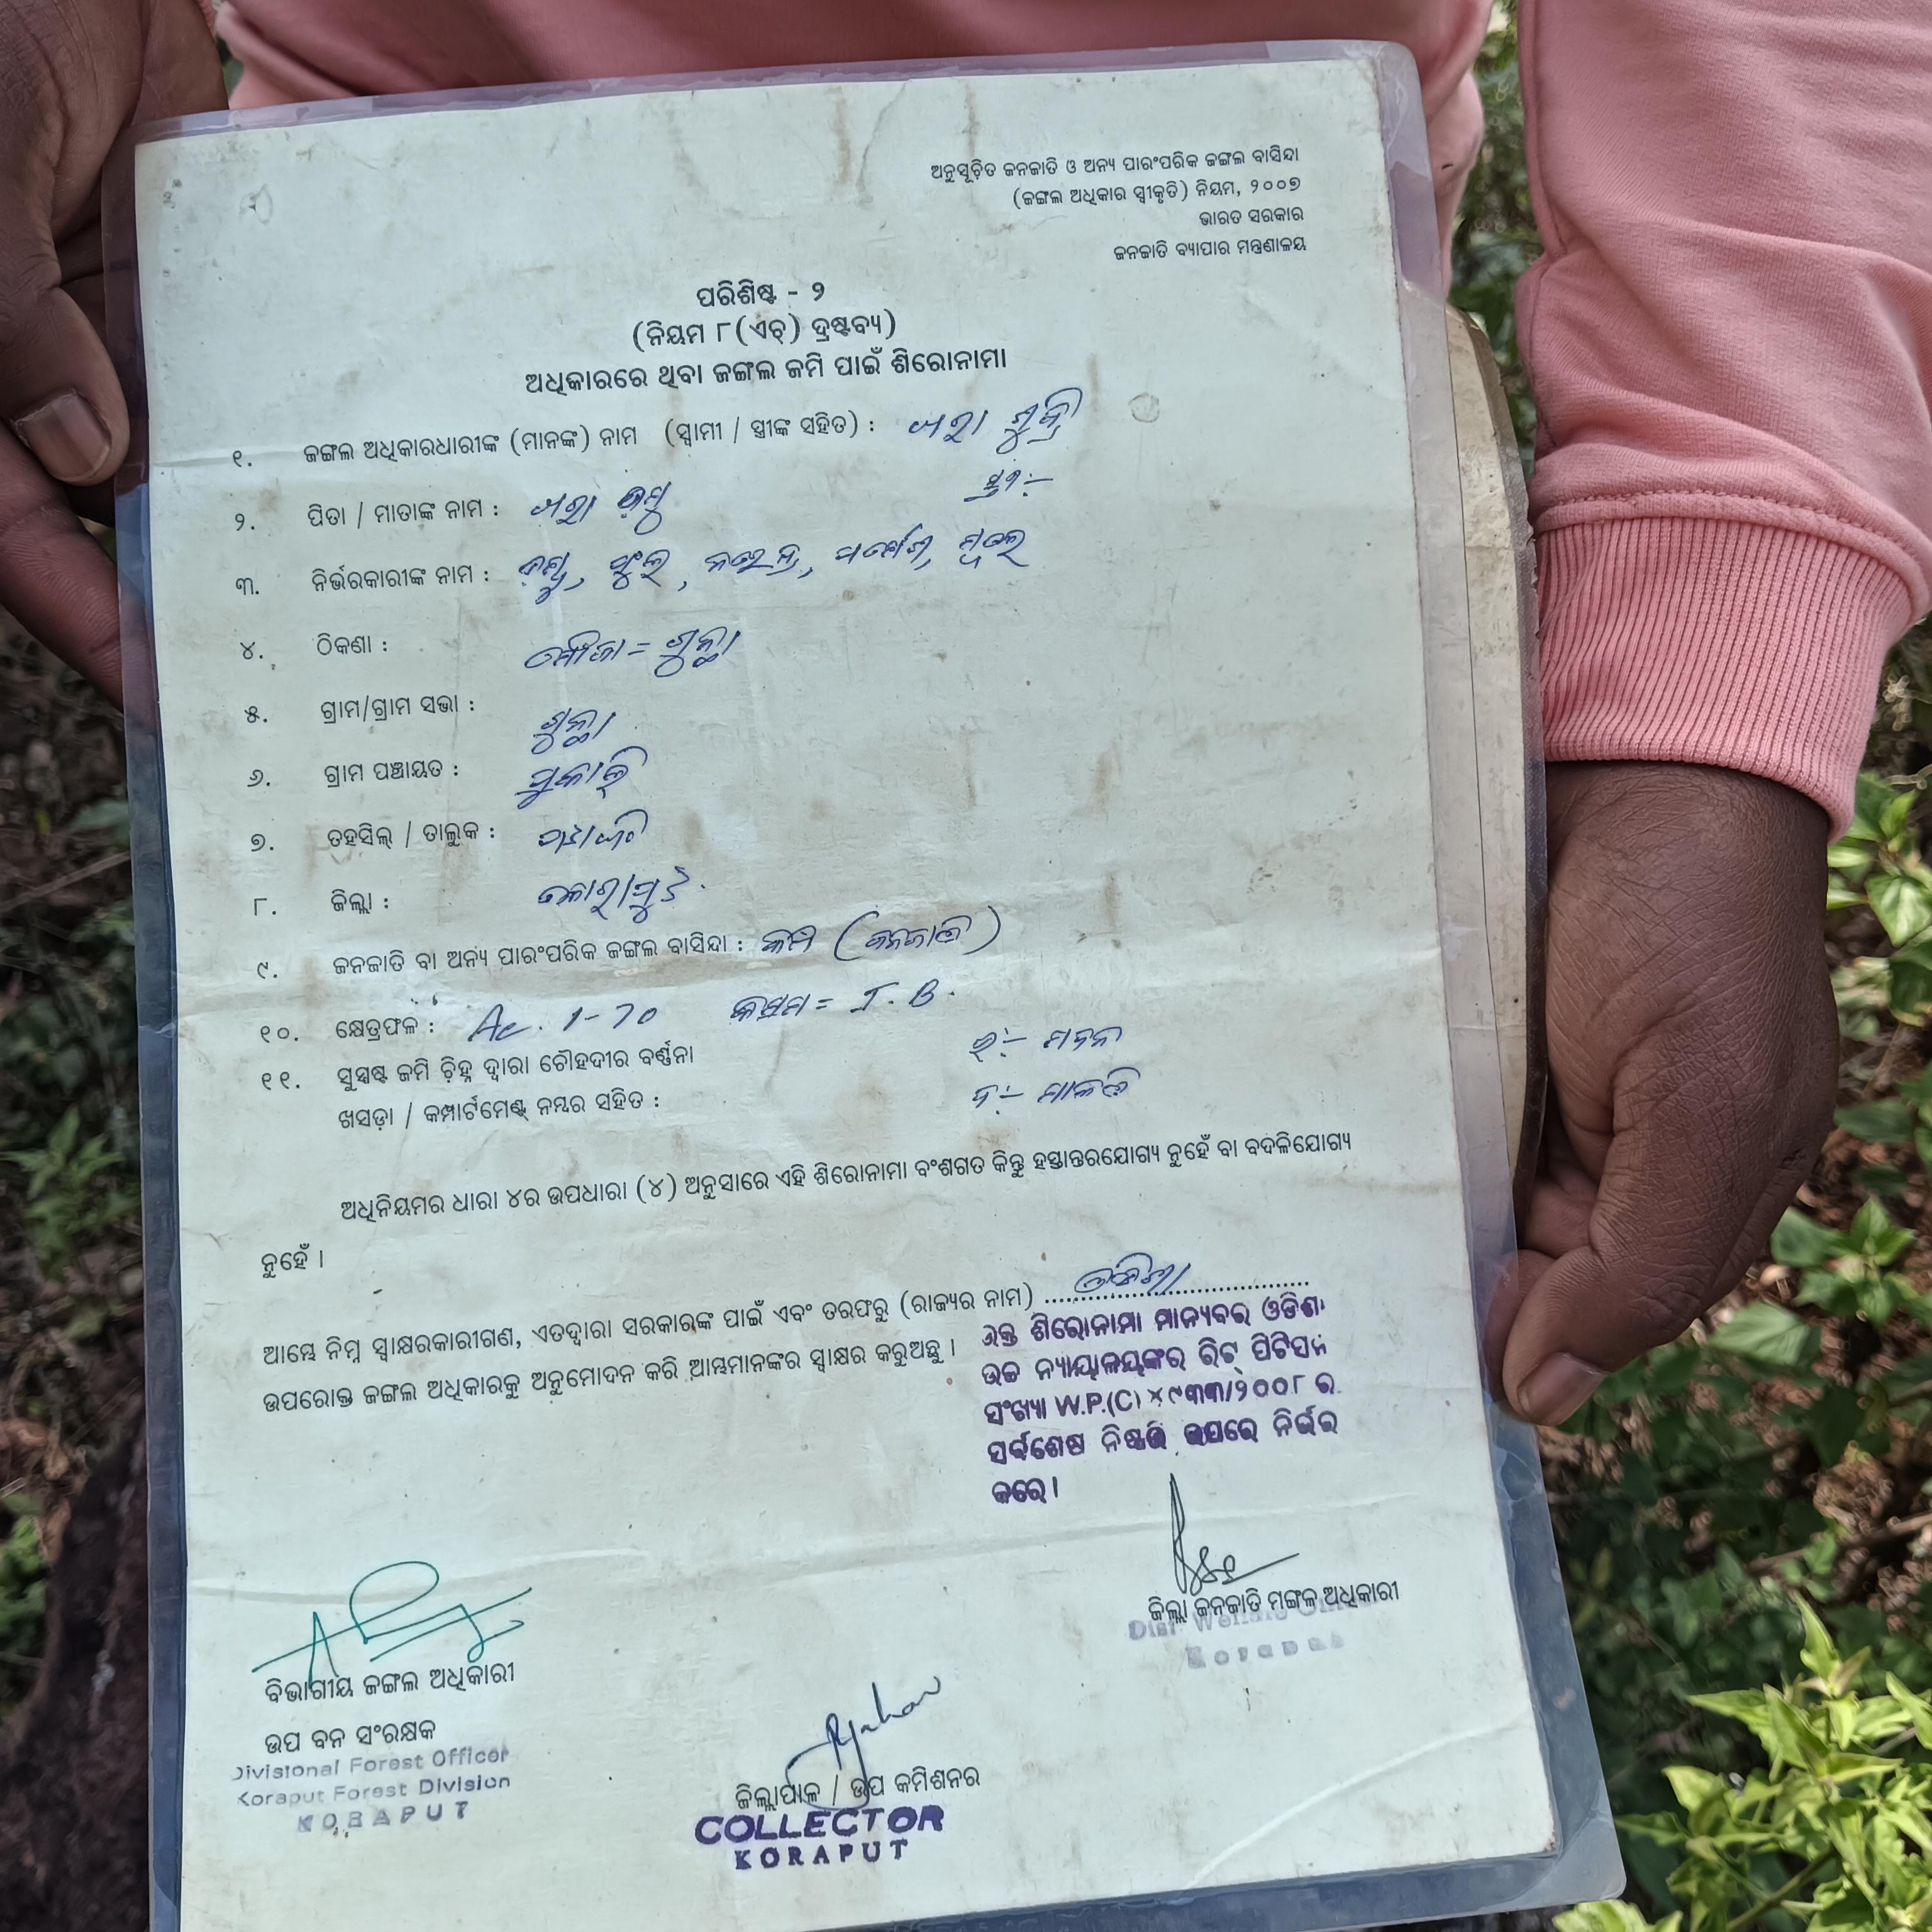 ଅନୁସୂଚିତ ଜନଜାତି ଓ ଅନ୍ୟ ପାରଂପରିକ ଜଙ୍ଗଲ ବାସିନ୍ଦା
(ଜଙ୍ଗଲ ଅଧିକାର ସ୍ୱୀକୃତି) ନିୟମ, ୨୦୦୭
ଭାରତ ସରକାର
ଜନଜାତି ବ୍ୟାପାର ମନ୍ତ୍ରଣାଳୟ
ପରିଶିଷ୍ଟ - ୨
(ନିୟମ ୮(ଏଚ୍) ଦ୍ରଷ୍ଟବ୍ୟ)
ଅଧିକାରରେ ଥିବା ଜଙ୍ଗଲ ଜମି ପାଇଁ ଶିରୋନାମା
୧. ଜଙ୍ଗଲ ଅଧିକାରଧାରୀଙ୍କ (ମାନଙ୍କ) ନାମ (ସ୍ୱାମୀ / ସ୍ତ୍ରୀଙ୍କ ସହିତ) :
୨. ପିତା / ମାତାଙ୍କ ନାମ :
୩. ନିର୍ଭରକାରୀଙ୍କ ନାମ :
୪. ଠିକଣା : ମୌଜା =
୫. ଗ୍ରାମ/ଗ୍ରାମ ସଭା :
୬. ଗ୍ରାମ ପଞ୍ଚାୟତ :
୭. ତହସିଲ୍ / ତାଲୁକ :
୮. ଜିଲ୍ଲା : କୋରାପୁଟ
୯. ଜନଜାତି ବା ଅନ୍ୟ ପାରଂପରିକ ଜଙ୍ଗଲ ବାସିନ୍ଦା : (ଜନଜାତି)
୧୦. କ୍ଷେତ୍ରଫଳ : Ac. 1-70 କିସମ = J. B.
୧୧. ସୁସ୍ପଷ୍ଟ ଜମି ଚିହ୍ନ ଦ୍ୱାରା ଚୌହଦୀର ବର୍ଣ୍ଣନା
ଖସଡ଼ା / କମ୍ପାର୍ଟମେଣ୍ଟ୍ ନମ୍ବର ସହିତ :
ଅଧିନିୟମର ଧାରା ୪ର ଉପଧାରା (୪) ଅନୁସାରେ ଏହି ଶିରୋନାମା ବଂଶଗତ କିନ୍ତୁ ହସ୍ତାନ୍ତରଯୋଗ୍ୟ ନୁହେଁ ବା ବଦଳିଯୋଗ୍ୟ
ନୁହେଁ ।
ଆମ୍ଭେ ନିମ୍ନ ସ୍ୱାକ୍ଷରକାରୀଗଣ, ଏତଦ୍ୱାରା ସରକାରଙ୍କ ପାଇଁ ଏବଂ ତରଫରୁ (ରାଜ୍ୟର ନାମ) ଓଡିଶା
ଉପରୋକ୍ତ ଜଙ୍ଗଲ ଅଧିକାରକୁ ଅନୁମୋଦନ କରି ଆମ୍ଭମାନଙ୍କର ସ୍ୱାକ୍ଷର କରୁଅଛୁ ।
ଉକ୍ତ ଶିରୋନାମା ମାନ୍ୟବର ଓଡିଶା
ଉଚ୍ଚ ନ୍ୟାୟାଳୟଙ୍କର ରିଟ୍ ପିଟିସନ
ସଂଖ୍ୟା W.P.(C) ୪୯୩୩/୨୦୦୮ ର
ସର୍ବଶେଷ ନିଷ୍ପତ୍ତି ଉପରେ ନିର୍ଭର
କରେ ।
ଜିଲ୍ଲା ଜନଜାତି ମଙ୍ଗଳ ଅଧିକାରୀ
ବିଭାଗୀୟ ଜଙ୍ଗଲ ଅଧିକାରୀ
ଉପ ବନ ସଂରକ୍ଷକ
Divisional Forest Officer
Koraput Forest Division
KORAPUT
ଜିଲ୍ଲାପାଳ / ଉପ କମିଶନର
COLLECTOR
KORAPUT